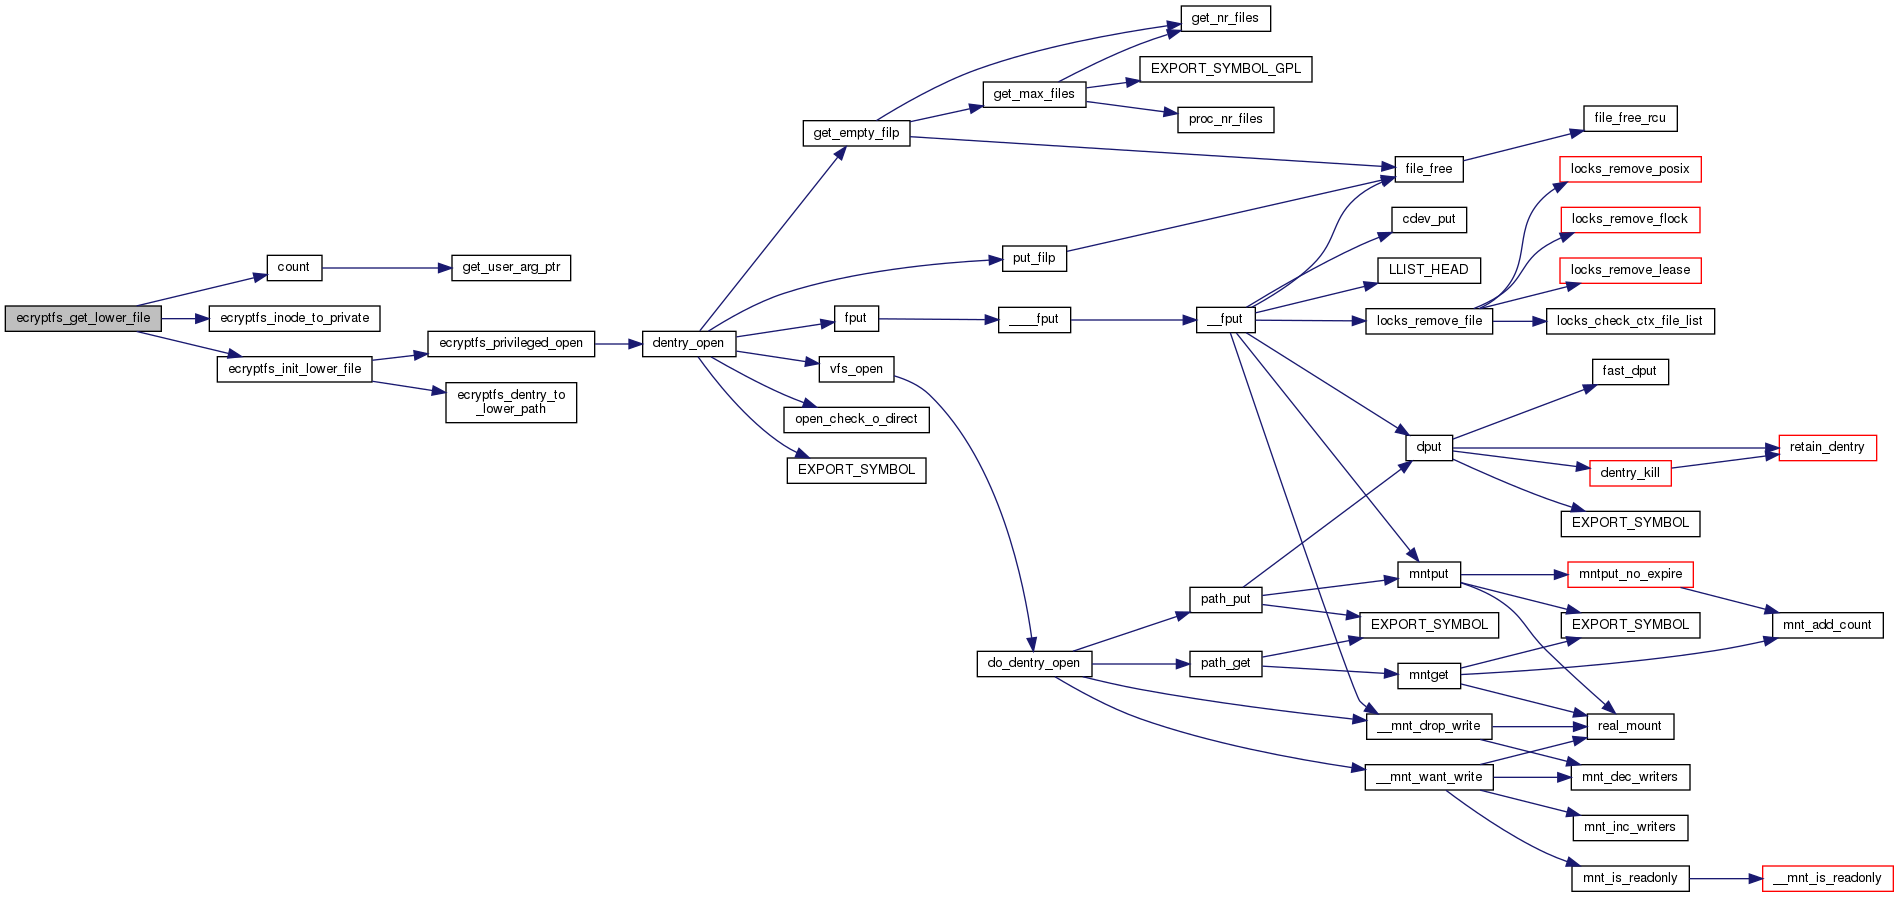 get_nr_files
EXPORT_SYMBOL_GPL
get_max_files
proc_nr_files
file_free_rcu
get_empty_filp
file_free
locks_remove_posix
cdev_put
locks_remove_flock
put_filp
count
get_user_arg_ptr
LLIST_HEAD
locks_remove_lease
ecryptfs_get_lower_file
ecryptfs_inode_to_private
fput
____fput
__fput
locks_remove_file
locks_check_ctx_file_list
ecryptfs_privileged_open
dentry_open
ecryptfs_init_lower_file
vfs_open
fast_dput
ecryptfs_dentry_to
_lower_path
open_check_o_direct
dput
retain_dentry
EXPORT_SYMBOL
dentry_kill
EXPORT_SYMBOL
mntput
mntput_no_expire
path_put
EXPORT_SYMBOL
EXPORT_SYMBOL
mnt_add_count
do_dentry_open
path_get
mntget
__mnt_drop_write
real_mount
__mnt_want_write
mnt_dec_writers
mnt_inc_writers
mnt_is_readonly
__mnt_is_readonly